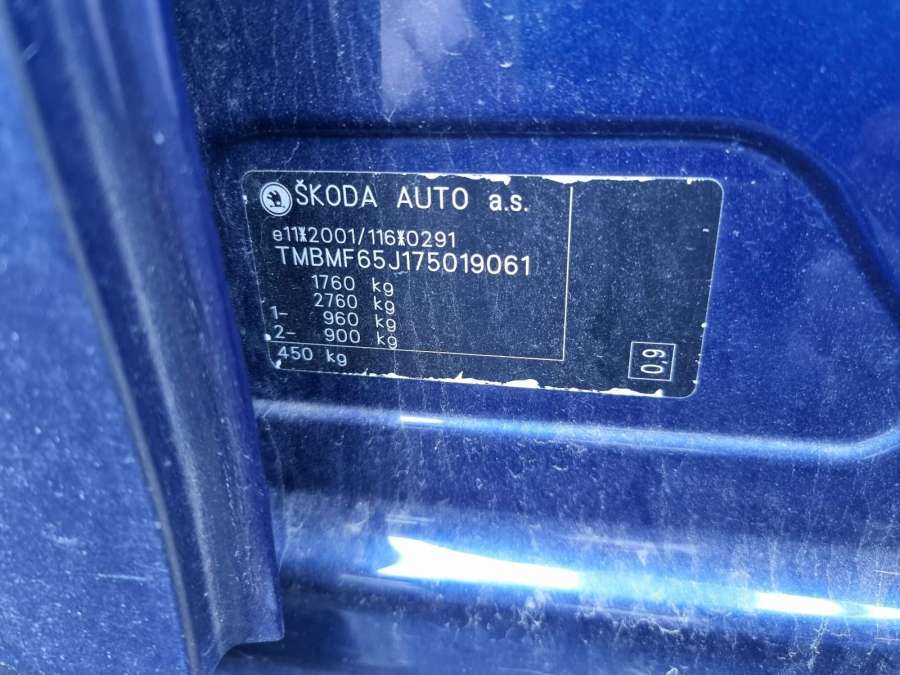 ŠKODA AUTO a.s.
e11*2001/116*0291
TMBMF65J175019061
1760 kg
2760 kg
1- 960 kg
2- 900 kg
450 kg
6.0